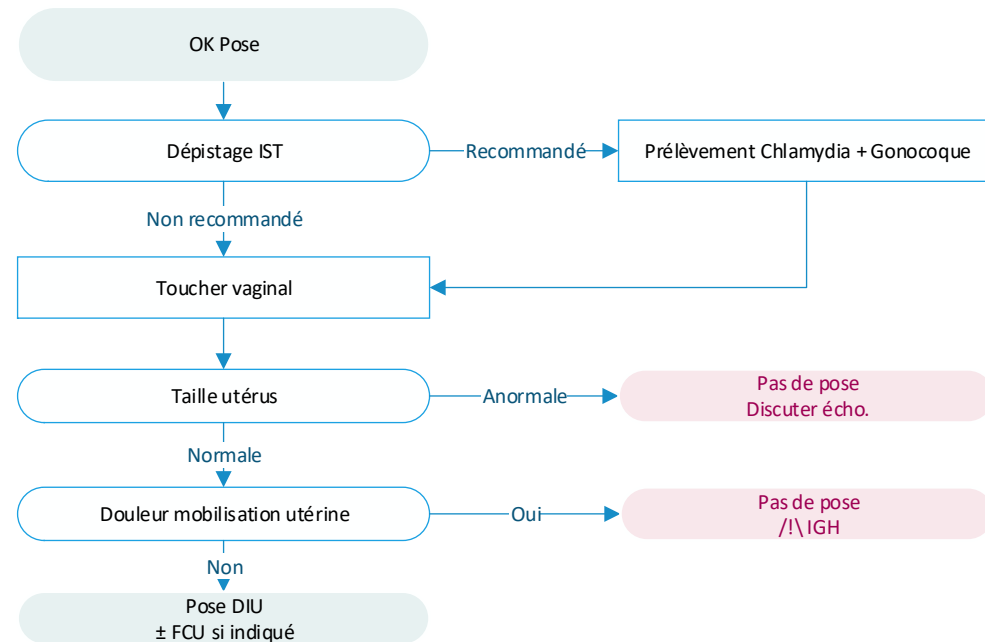 OK Pose
Dépistage IST
Recommandé
Prélèvement Chlamydia + Gonocoque
Non recommandé
Toucher vaginal
Taille utérus
Anormale
Pas de pose
Discuter écho.
Normale
Douleur mobilisation utérine
Oui
Pas de pose
/!\ IGH
Non
Pose DIU
± FCU si indiqué